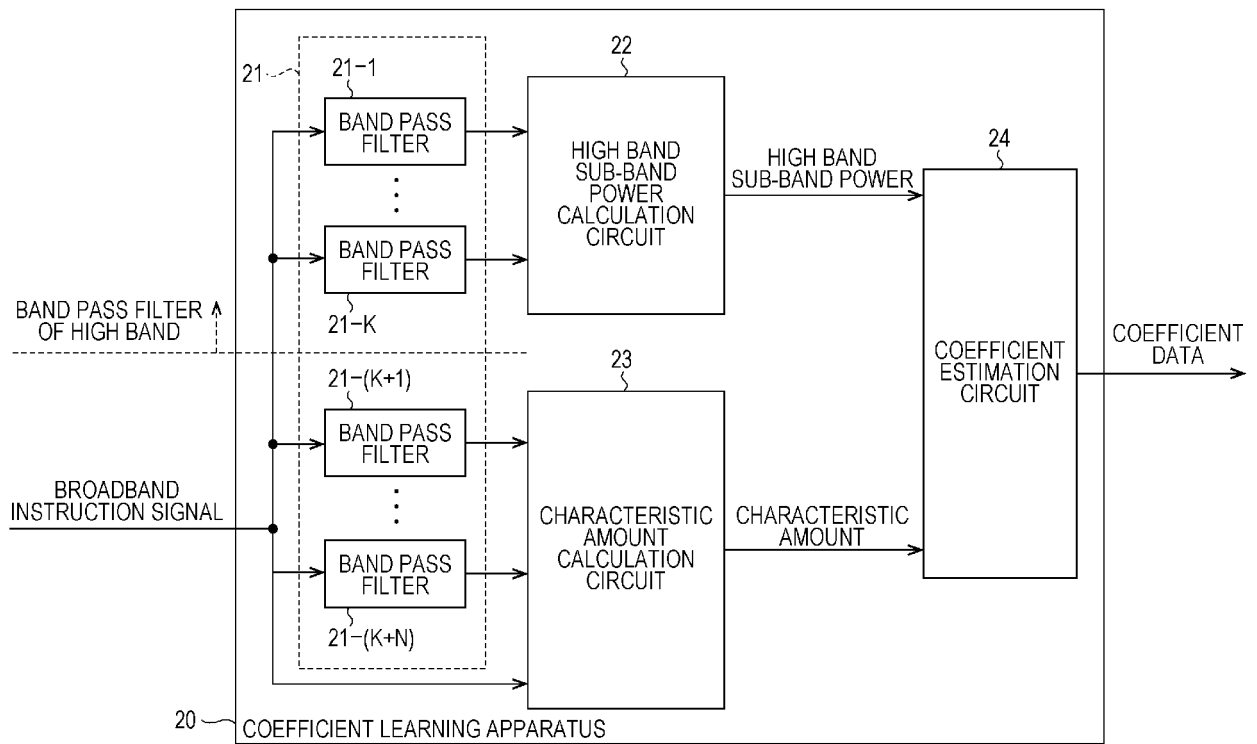 22
21
21-1
BAND PASS
FILTER
HIGH BAND
SUB-BAND
POWER
CALCULATION
CIRCUIT
HIGH BAND
SUB-BAND POWER
24
BAND PASS
FILTER
21-K
BAND PASS FILTER
OF HIGH BAND
COEFFICIENT
ESTIMATION
CIRCUIT
COEFFICIENT
DATA
23
21-(K+1)
BAND PASS
FILTER
BROADBAND
INSTRUCTION SIGNAL
CHARACTERISTIC
AMOUNT
CALCULATION
CIRCUIT
CHARACTERISTIC
AMOUNT
BAND PASS
FILTER
21-(K+N)
20
COEFFICIENT LEARNING APPARATUS